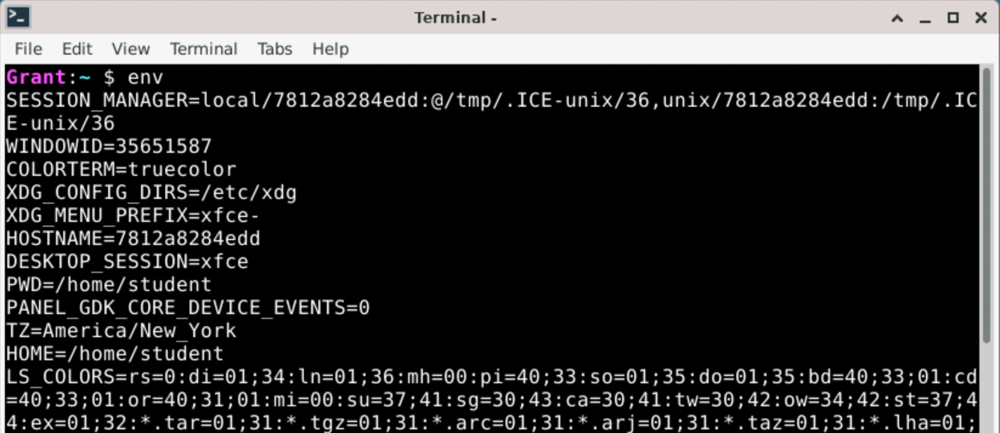 Terminal -
File Edit View Terminal Tabs Help
Grant:~ $ env
SESSION_MANAGER=local/7812a8284edd:@/tmp/.ICE-unix/36,unix/7812a8284edd:/tmp/.IC
E-unix/36
WINDOWID=35651587
COLORTERM=truecolor
XDG_CONFIG_DIRS=/etc/xdg
XDG_MENU_PREFIX=xfce-
HOSTNAME=7812a8284edd
DESKTOP_SESSION=xfce
PWD=/home/student
PANEL_GDK_CORE_DEVICE_EVENTS=0
TZ=America/New_York
HOME=/home/student
LS_COLORS=rs=0:di=01;34:ln=01;36:mh=00:pi=40;33:so=01;35:do=01;35:bd=40;33;01:cd
=40;33;01:or=40;31;01:mi=00:su=37;41:sg=30;43:ca=30;41:tw=30;42:ow=34;42:st=37;4
4:ex=01;32:*.tar=01;31:*.tgz=01;31:*.arc=01;31:*.arj=01;31:*.taz=01;31:*.lha=01;